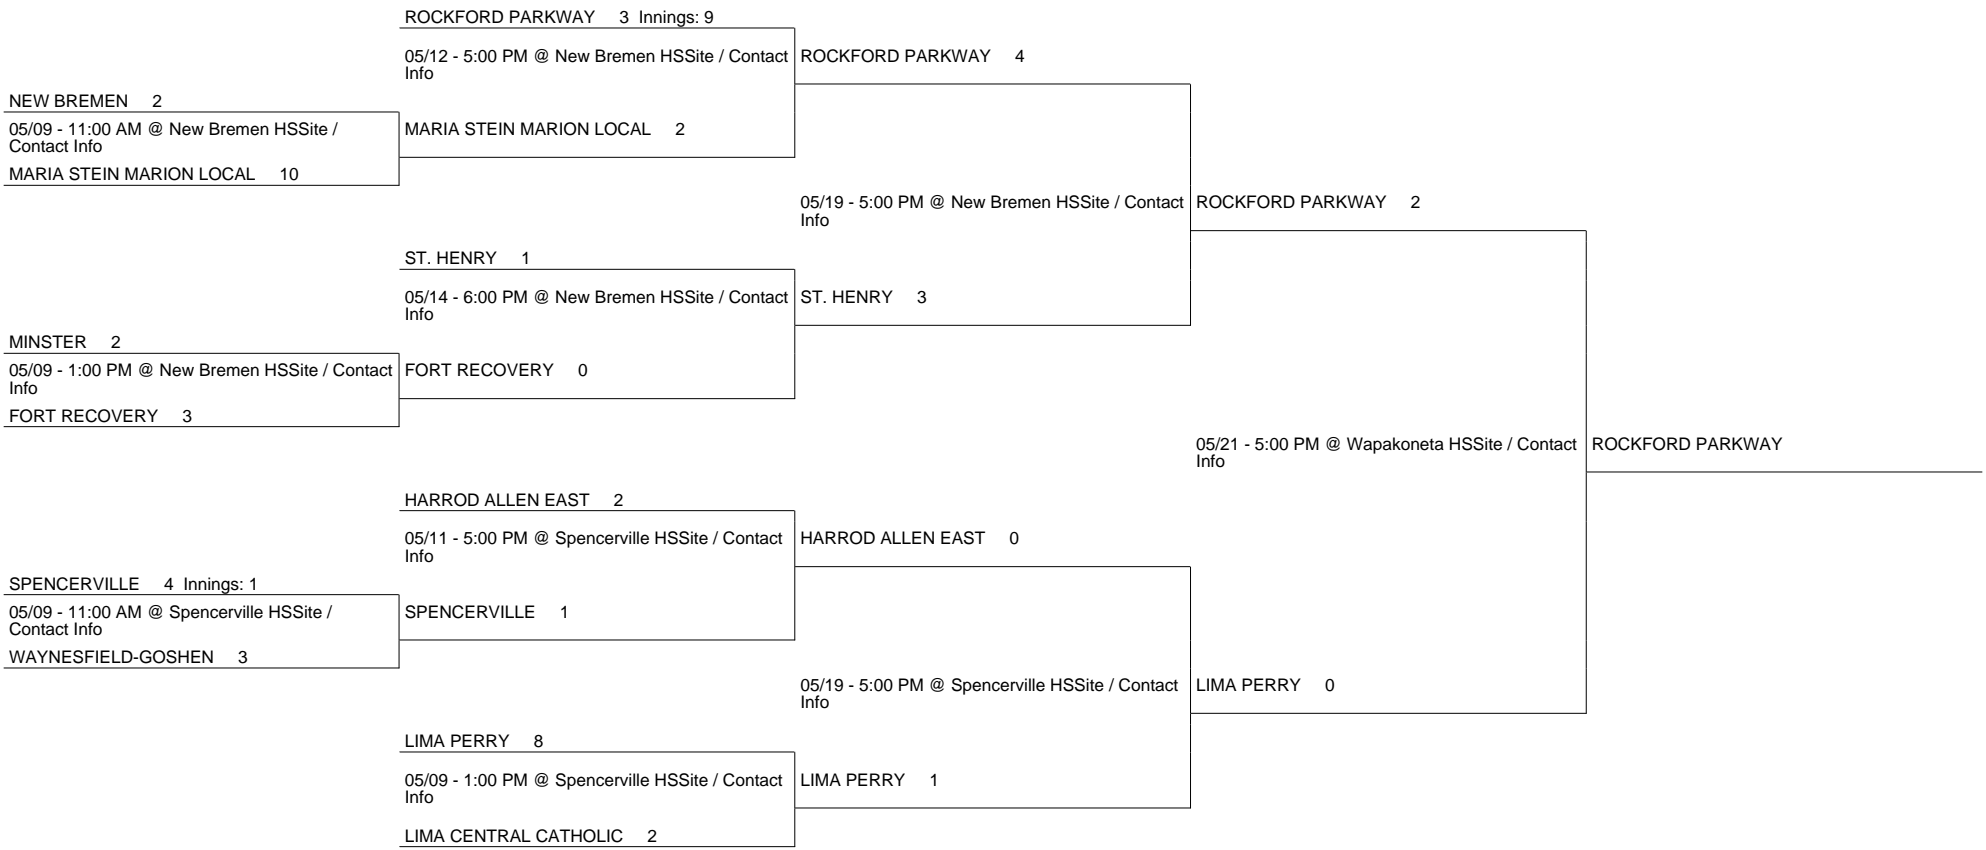 ROCKFORD PARKWAY 3 Innings: 9
05/12 - 5:00 PM @ New Bremen HSSite / Contact
Info
ROCKFORD PARKWAY 4
NEW BREMEN 2
05/09 - 11:00 AM @ New Bremen HSSite /
Contact Info
MARIA STEIN MARION LOCAL 2
MARIA STEIN MARION LOCAL 10
05/19 - 5:00 PM @ New Bremen HSSite / Contact
Info
ROCKFORD PARKWAY 2
ST. HENRY 1
05/14 - 6:00 PM @ New Bremen HSSite / Contact
Info
ST. HENRY 3
MINSTER 2
05/09 - 1:00 PM @ New Bremen HSSite / Contact
Info
FORT RECOVERY 0
FORT RECOVERY 3
05/21 - 5:00 PM @ Wapakoneta HSSite / Contact
Info
ROCKFORD PARKWAY
HARROD ALLEN EAST 2
05/11 - 5:00 PM @ Spencerville HSSite / Contact
Info
HARROD ALLEN EAST 0
SPENCERVILLE 4 Innings: 1
05/09 - 11:00 AM @ Spencerville HSSite /
Contact Info
SPENCERVILLE 1
WAYNESFIELD-GOSHEN 3
05/19 - 5:00 PM @ Spencerville HSSite / Contact
Info
LIMA PERRY 0
LIMA PERRY 8
05/09 - 1:00 PM @ Spencerville HSSite / Contact
Info
LIMA PERRY 1
LIMA CENTRAL CATHOLIC 2